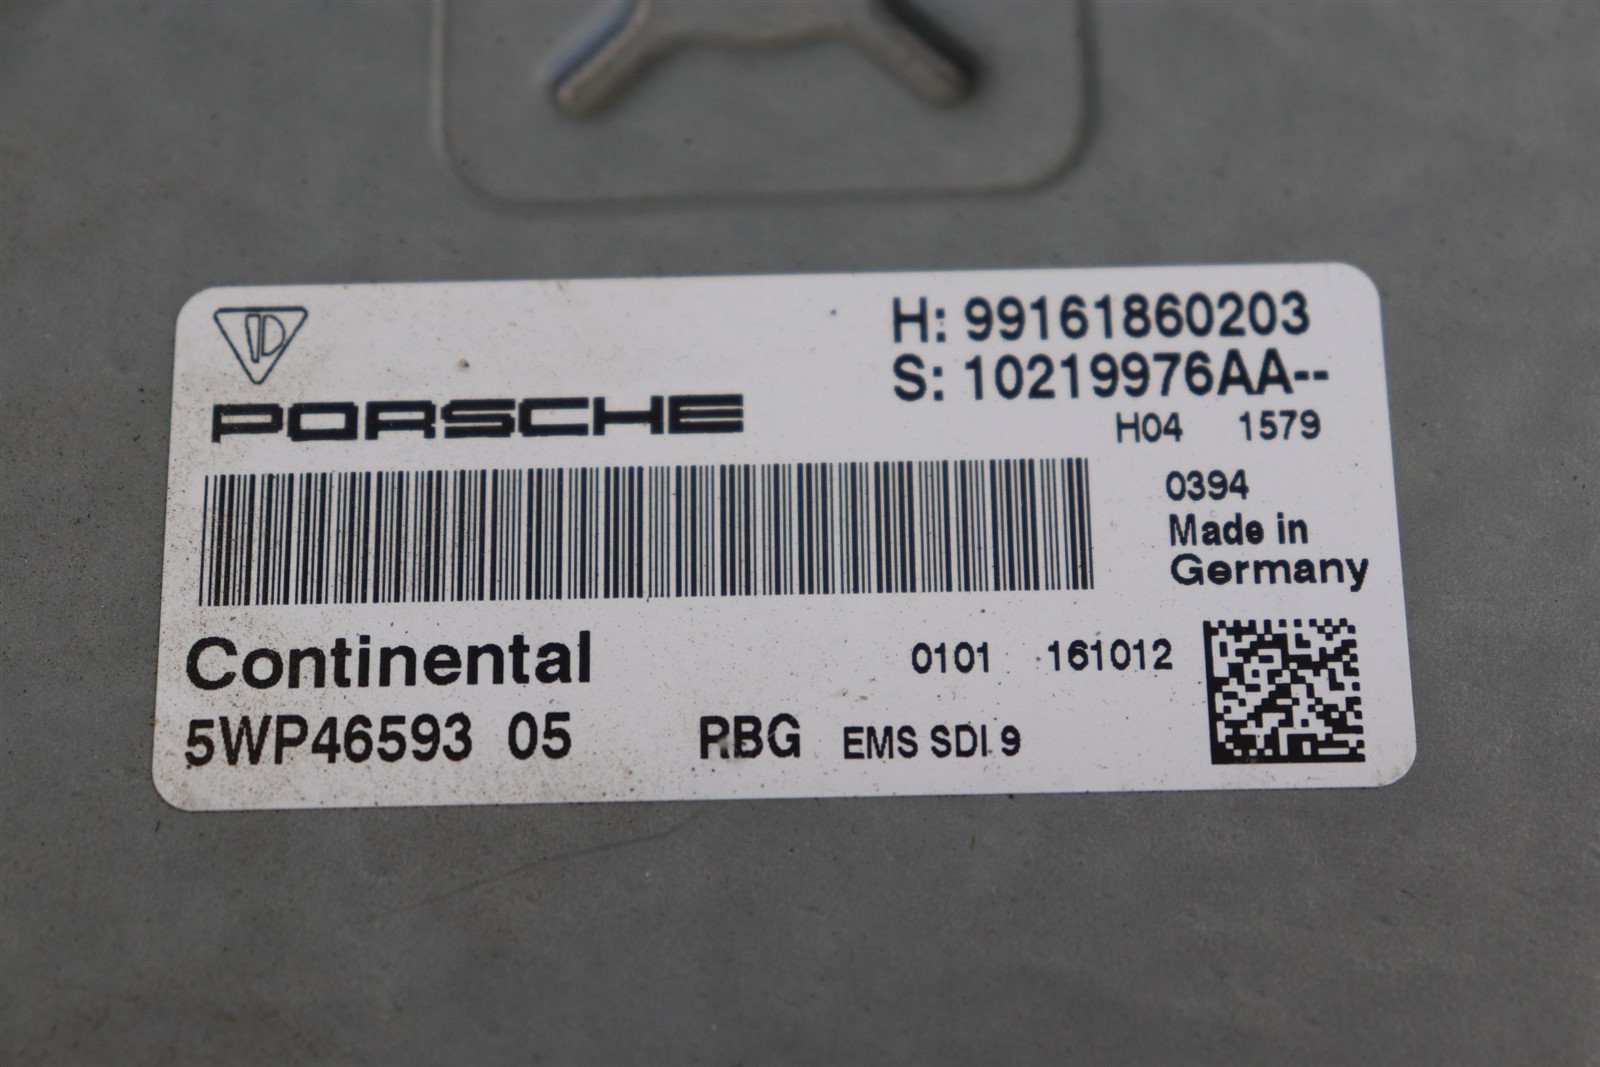 H: 99161860203
S: 10219976AA--
PORSCHE
H04 1579
0394
Made in
Germany
Continental
0101 161012
5WP46593 05 RBG EMS SDI 9